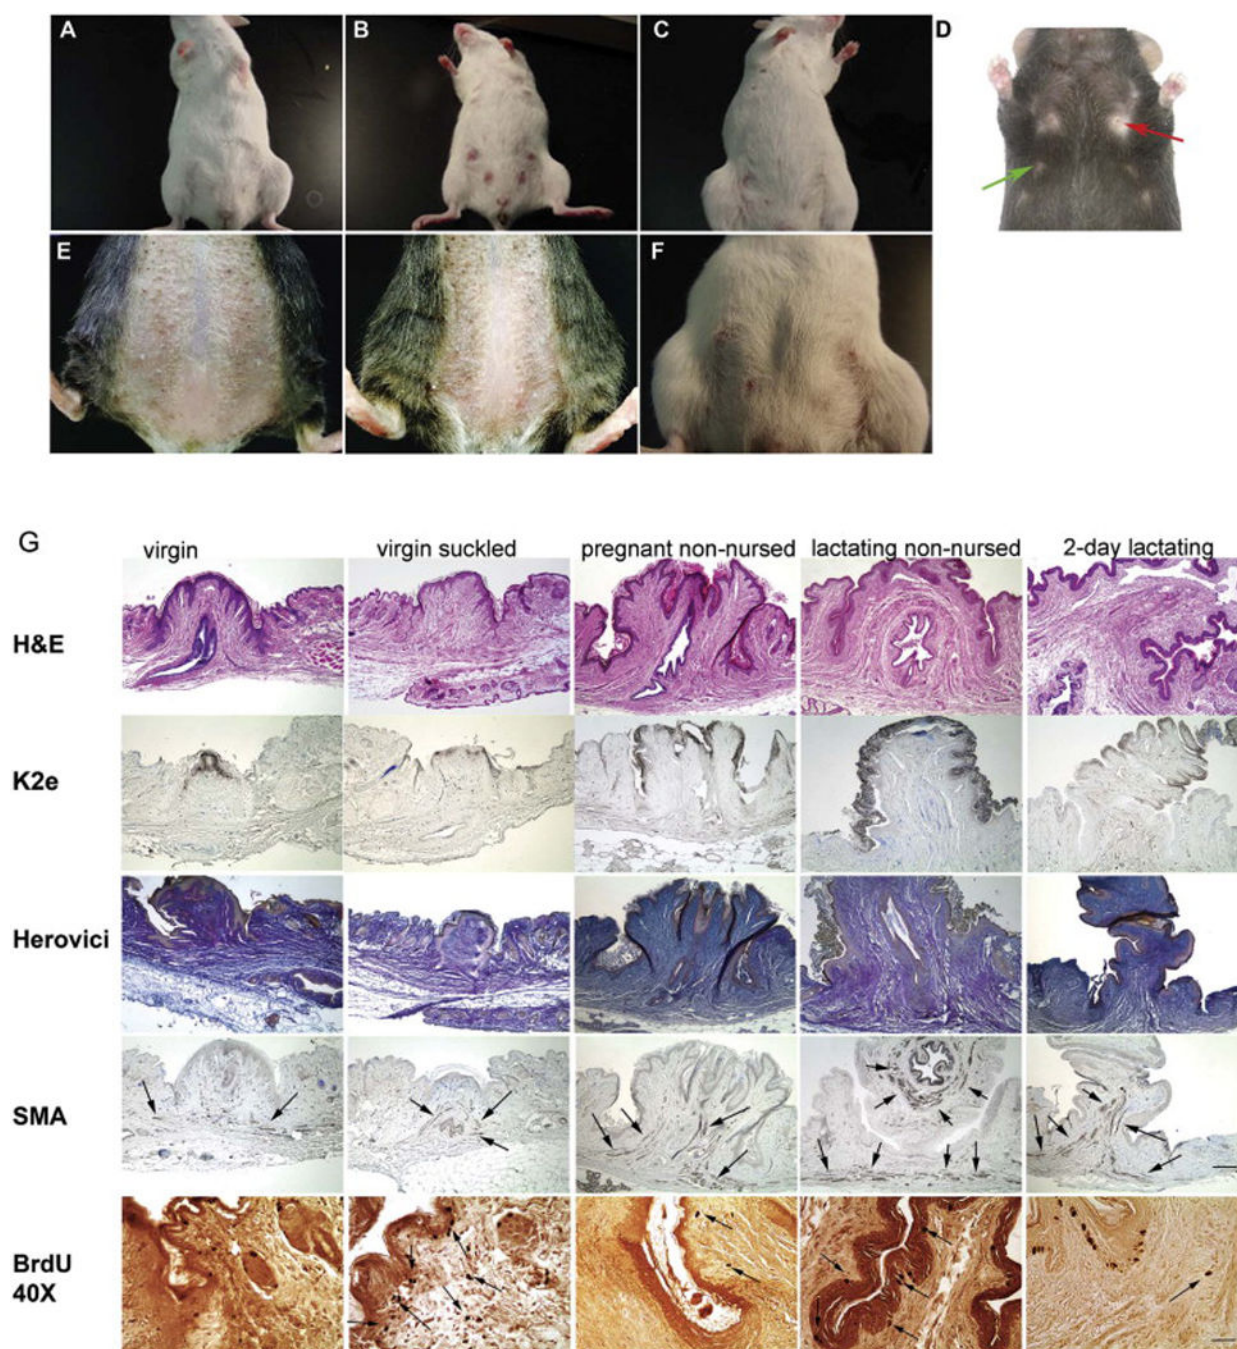 A
B
C
D
E
F
G
virgin
virgin suckled
pregnant non-nursed
lactating non-nursed
2-day lactating
H&E
K2e
Herovici
SMA
BrdU
40X